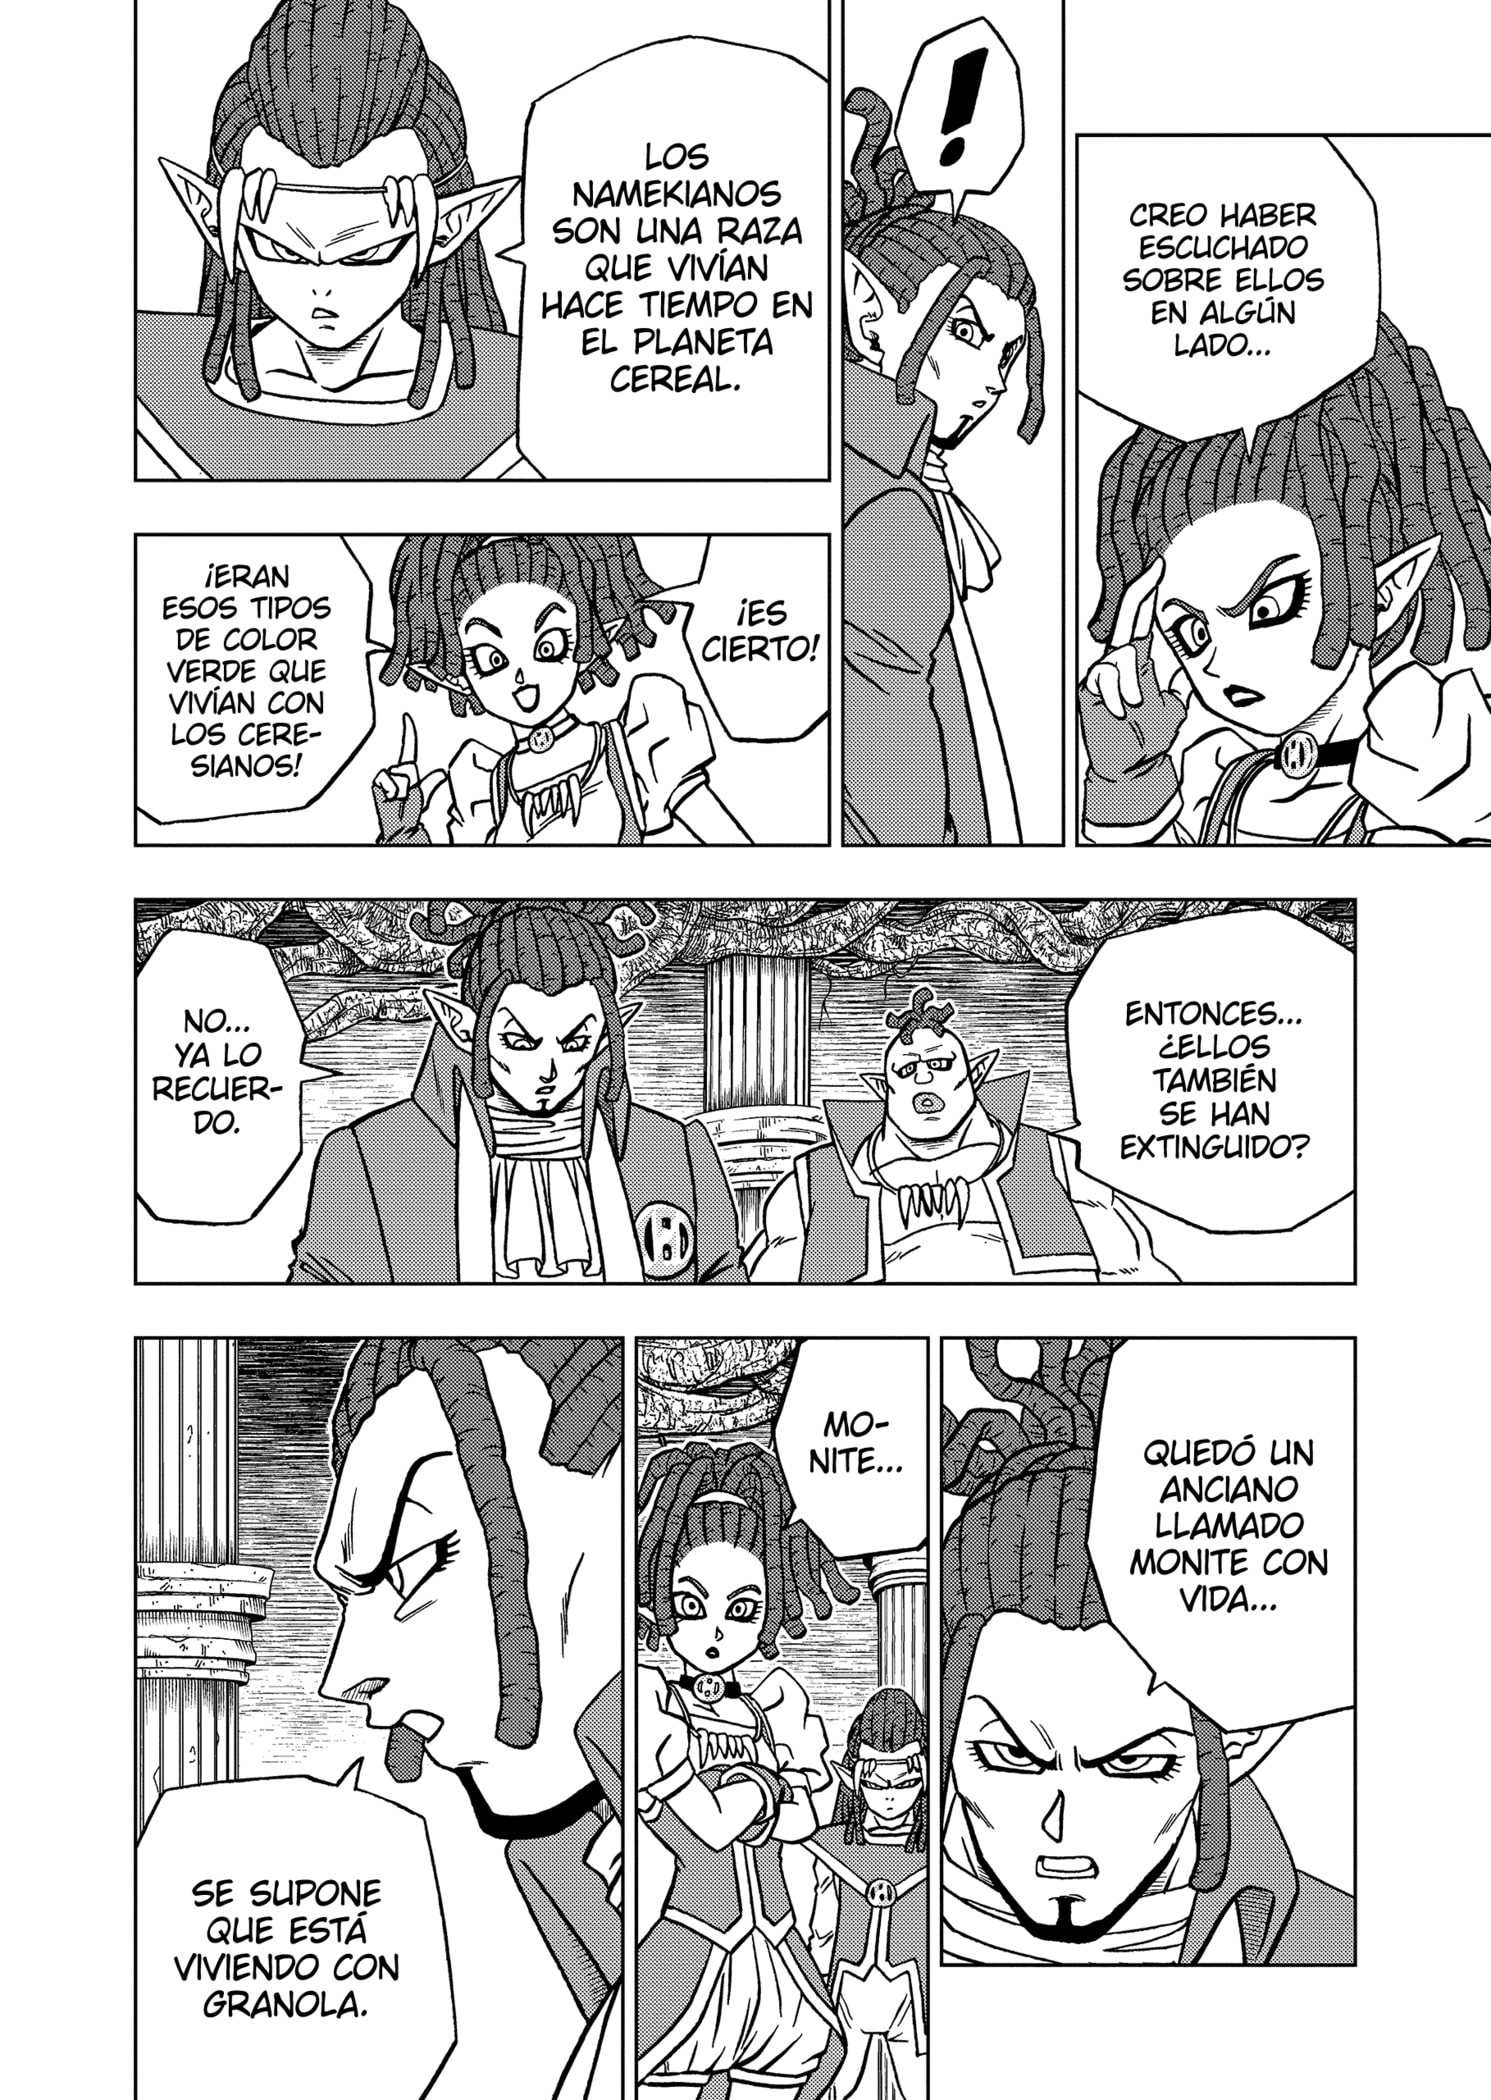 CREO HABER
ESCUCHADO
SOBRE ELLOS
EN ALGÚN
LADO...
!
LOS
NAMEKIANOS
SON UNA RAZA
QUE VIVÍAN
HACE TIEMPO EN
EL PLANETA
CEREAL.
¡ES
CIERTO!
¡ERAN
ESOS TIPOS
DE COLOR
VERDE QUE
VIVÍAN CON
LOS CERE-
SIANOS!
ENTONCES...
¿ELLOS
TAMBIÉN
SE HAN
EXTINGUIDO?
NO...
YA LO
RECUER-
DO.
QUEDÓ UN
ANCIANO
LLAMADO
MONITE CON
VIDA...
MO-
NITE...
SE SUPONE
QUE ESTÁ
VIVIENDO CON
GRANOLA.